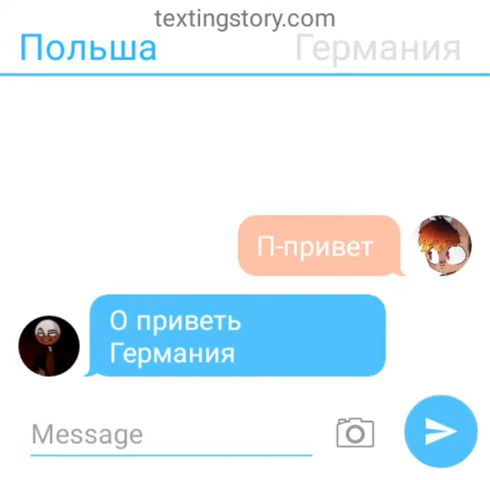 textingstory.com
Польша Германия
П-привет
О приветь
Германия
Message